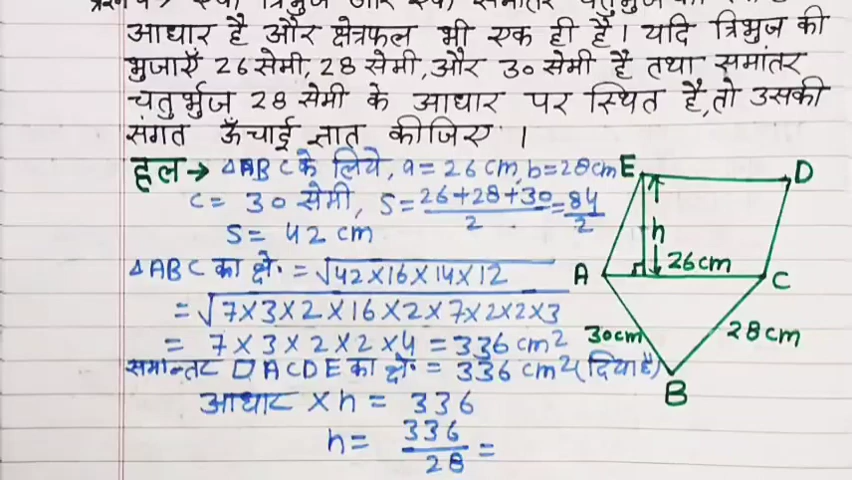 आधार है और क्षेत्रफल भी एक ही है। यदि त्रिभुज की
भुजाएँ 26 सेमी, 28 सेमी, और 30 सेमी है तथा समांतर
चतुर्भुज 28 सेमी के आधार पर स्थित है, तो उसकी
संगत ऊँचाई ज्ञात कीजिए ।
हल → △ABC के लिये, a = 26 cm, b = 28 cm
c = 30 सेमी, S = 26+28+30/2 = 84/2
S = 42 cm
△ABC का क्षे. = √42×16×14×12
= √7×3×2×16×2×7×2×2×3
= 7×3×2×2×4 = 336 cm²
समान्तर □ACDE का क्षे. = 336 cm² (दिया है)
आधार × h = 336
h = 336/28 =
E
D
h
26cm
A
C
30cm
28cm
B